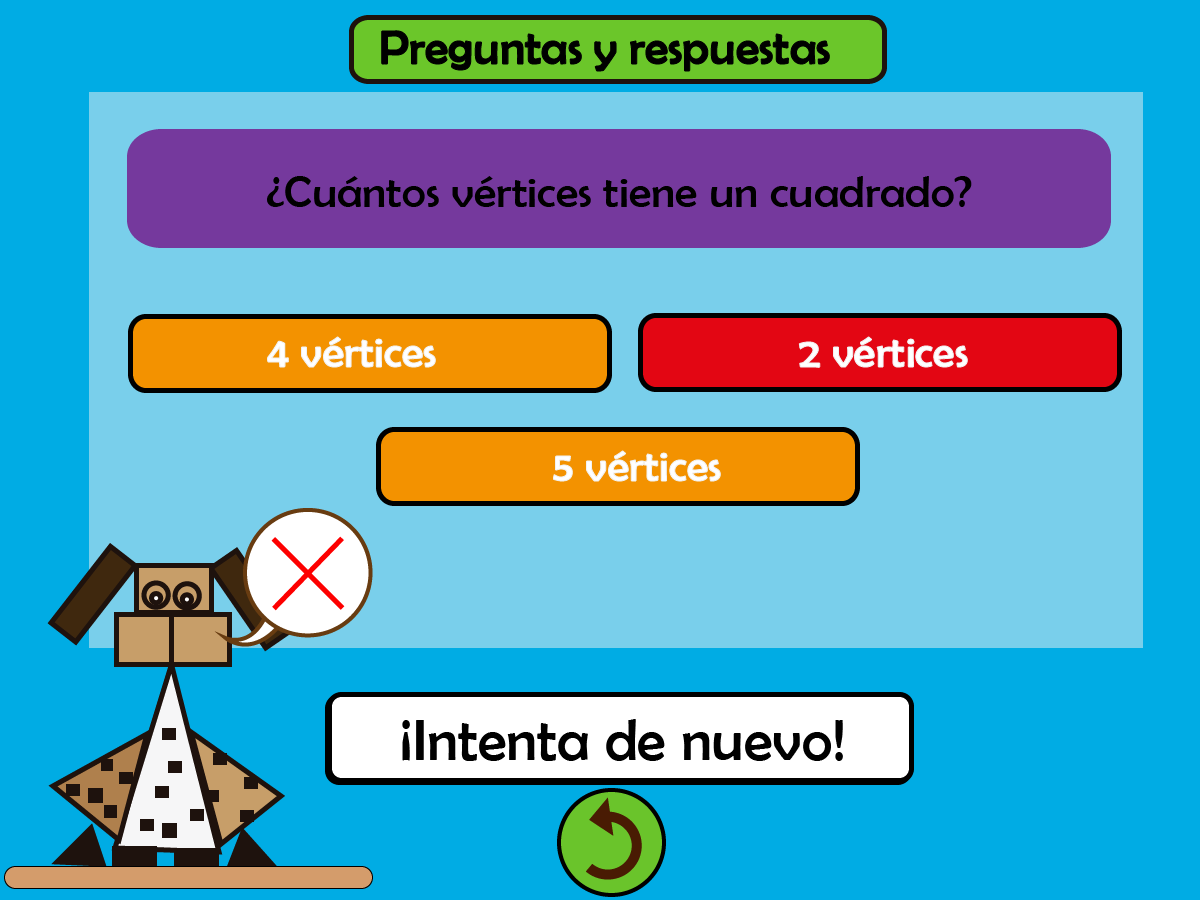 Preguntas y respuestas
¿Cuántos vértices tiene un cuadrado?
4 vértices
2 vértices
5 vértices
¡Intenta de nuevo!